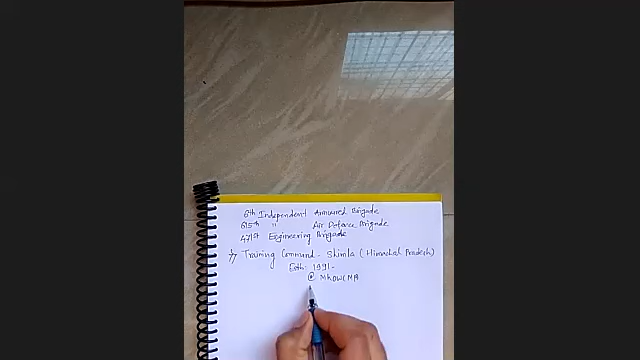 6th Independent Armoured Brigade
615th " Air Defence Brigade
471st Engineering Brigade
Training Command - Shimla (Himachal Pradesh)
Estb: 1991 -
@ - MHOW (MP)